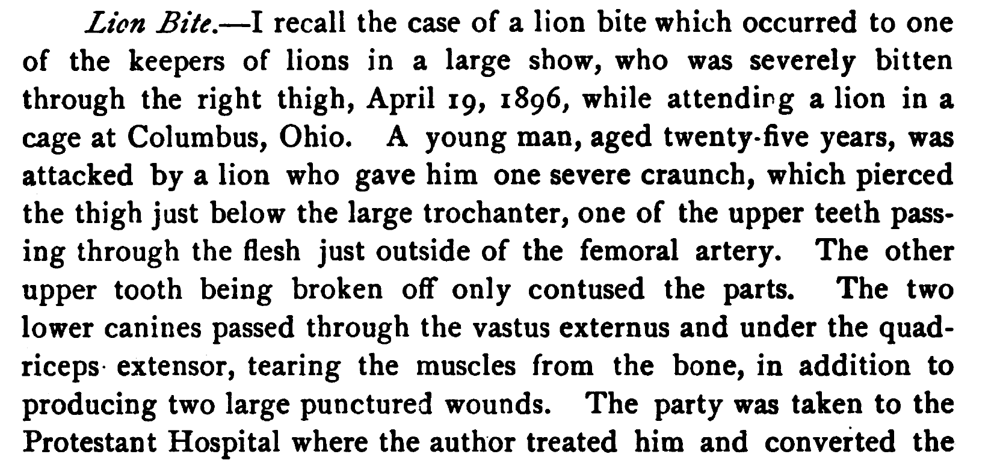 Lion Bite.—I recall the case of a lion bite which occurred to one
of the keepers of lions in a large show, who was severely bitten
through the right thigh, April 19, 1896, while attending a lion in a
cage at Columbus, Ohio. A young man, aged twenty-five years, was
attacked by a lion who gave him one severe craunch, which pierced
the thigh just below the large trochanter, one of the upper teeth pass-
ing through the flesh just outside of the femoral artery. The other
upper tooth being broken off only contused the parts. The two
lower canines passed through the vastus externus and under the quad-
riceps extensor, tearing the muscles from the bone, in addition to
producing two large punctured wounds. The party was taken to the
Protestant Hospital where the author treated him and converted the